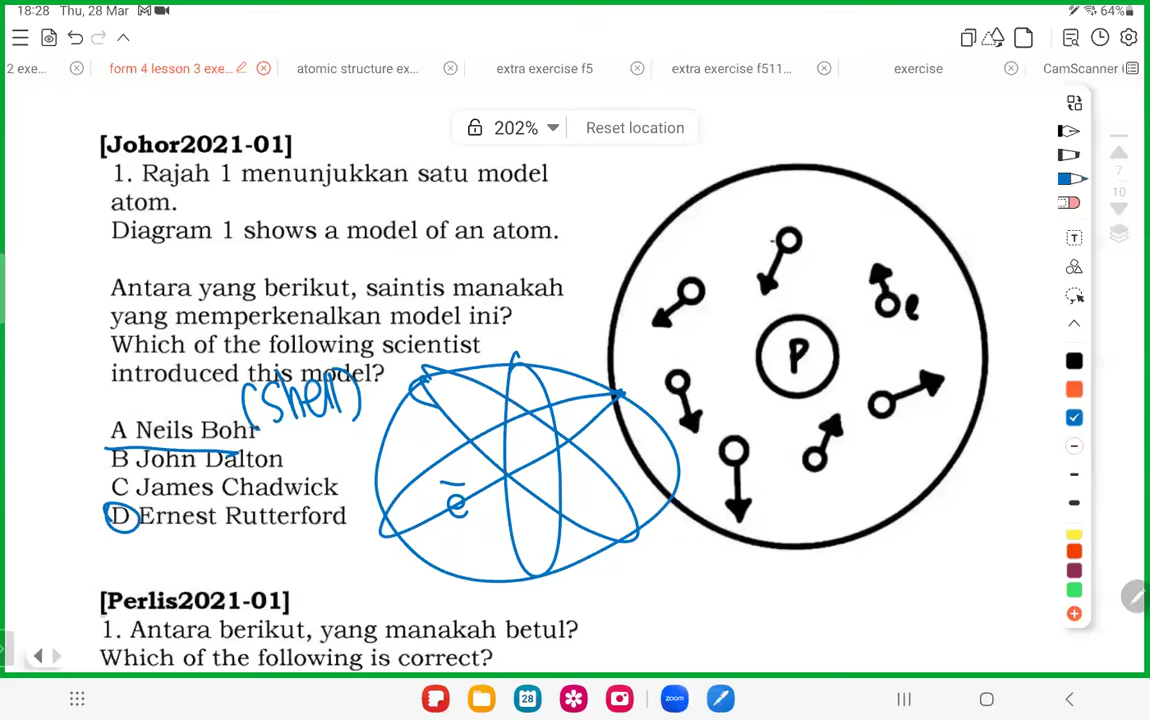 18:28 Thu, 28 Mar 64%
2 exe... form 4 lesson 3 exe... atomic structure ex... extra exercise f5 extra exercise f511... exercise CamScanner
202% Reset location
[Johor2021-01]
1. Rajah 1 menunjukkan satu model
atom.
Diagram 1 shows a model of an atom.
Antara yang berikut, saintis manakah
yang memperkenalkan model ini?
Which of the following scientist
introduced this model?
(shell)
A Neils Bohr
B John Dalton
C James Chadwick
D Ernest Rutterford
e
P
e
[Perlis2021-01]
1. Antara berikut, yang manakah betul?
Which of the following is correct?
7
10
T
28
zoom